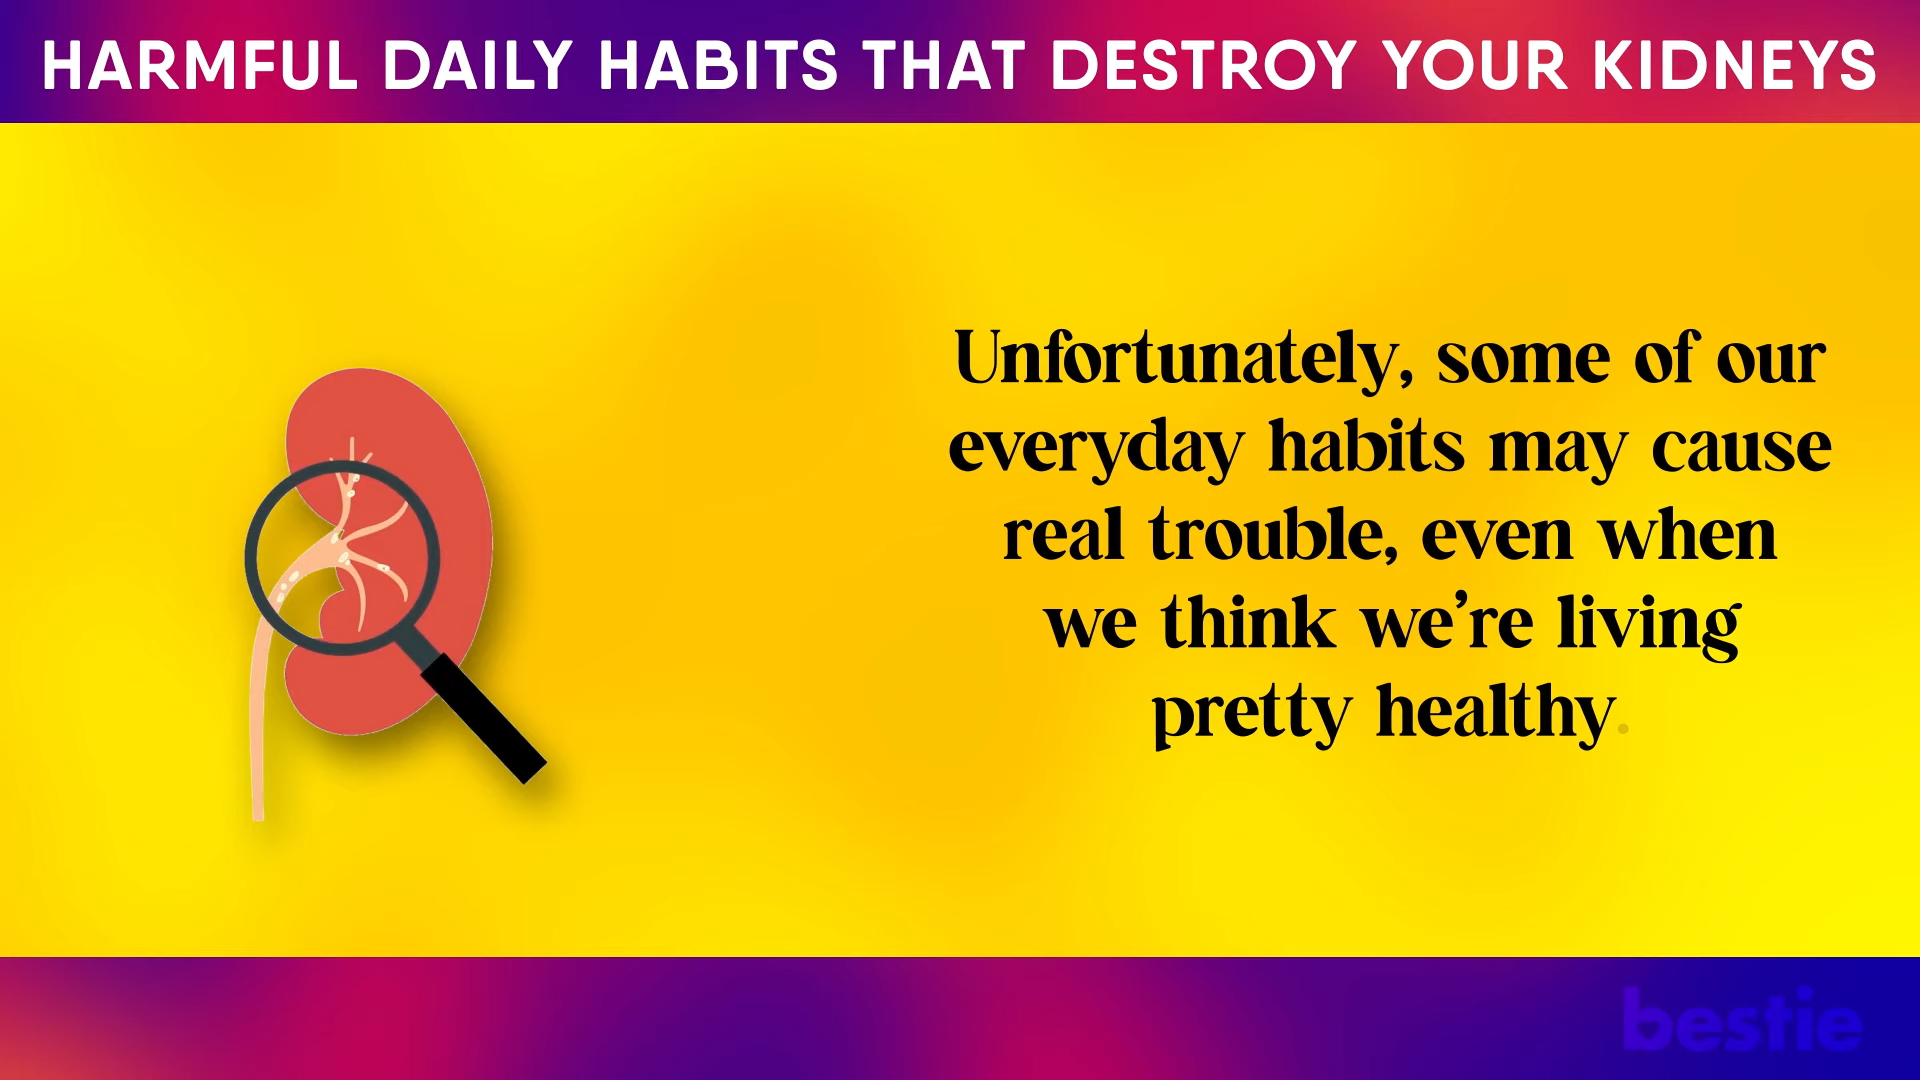 HARMFUL DAILY HABITS THAT DESTROY YOUR KIDNEYS
Unfortunately, some of our
everyday habits may cause
real trouble, even when
we think we’re living
pretty healthy.
bestie